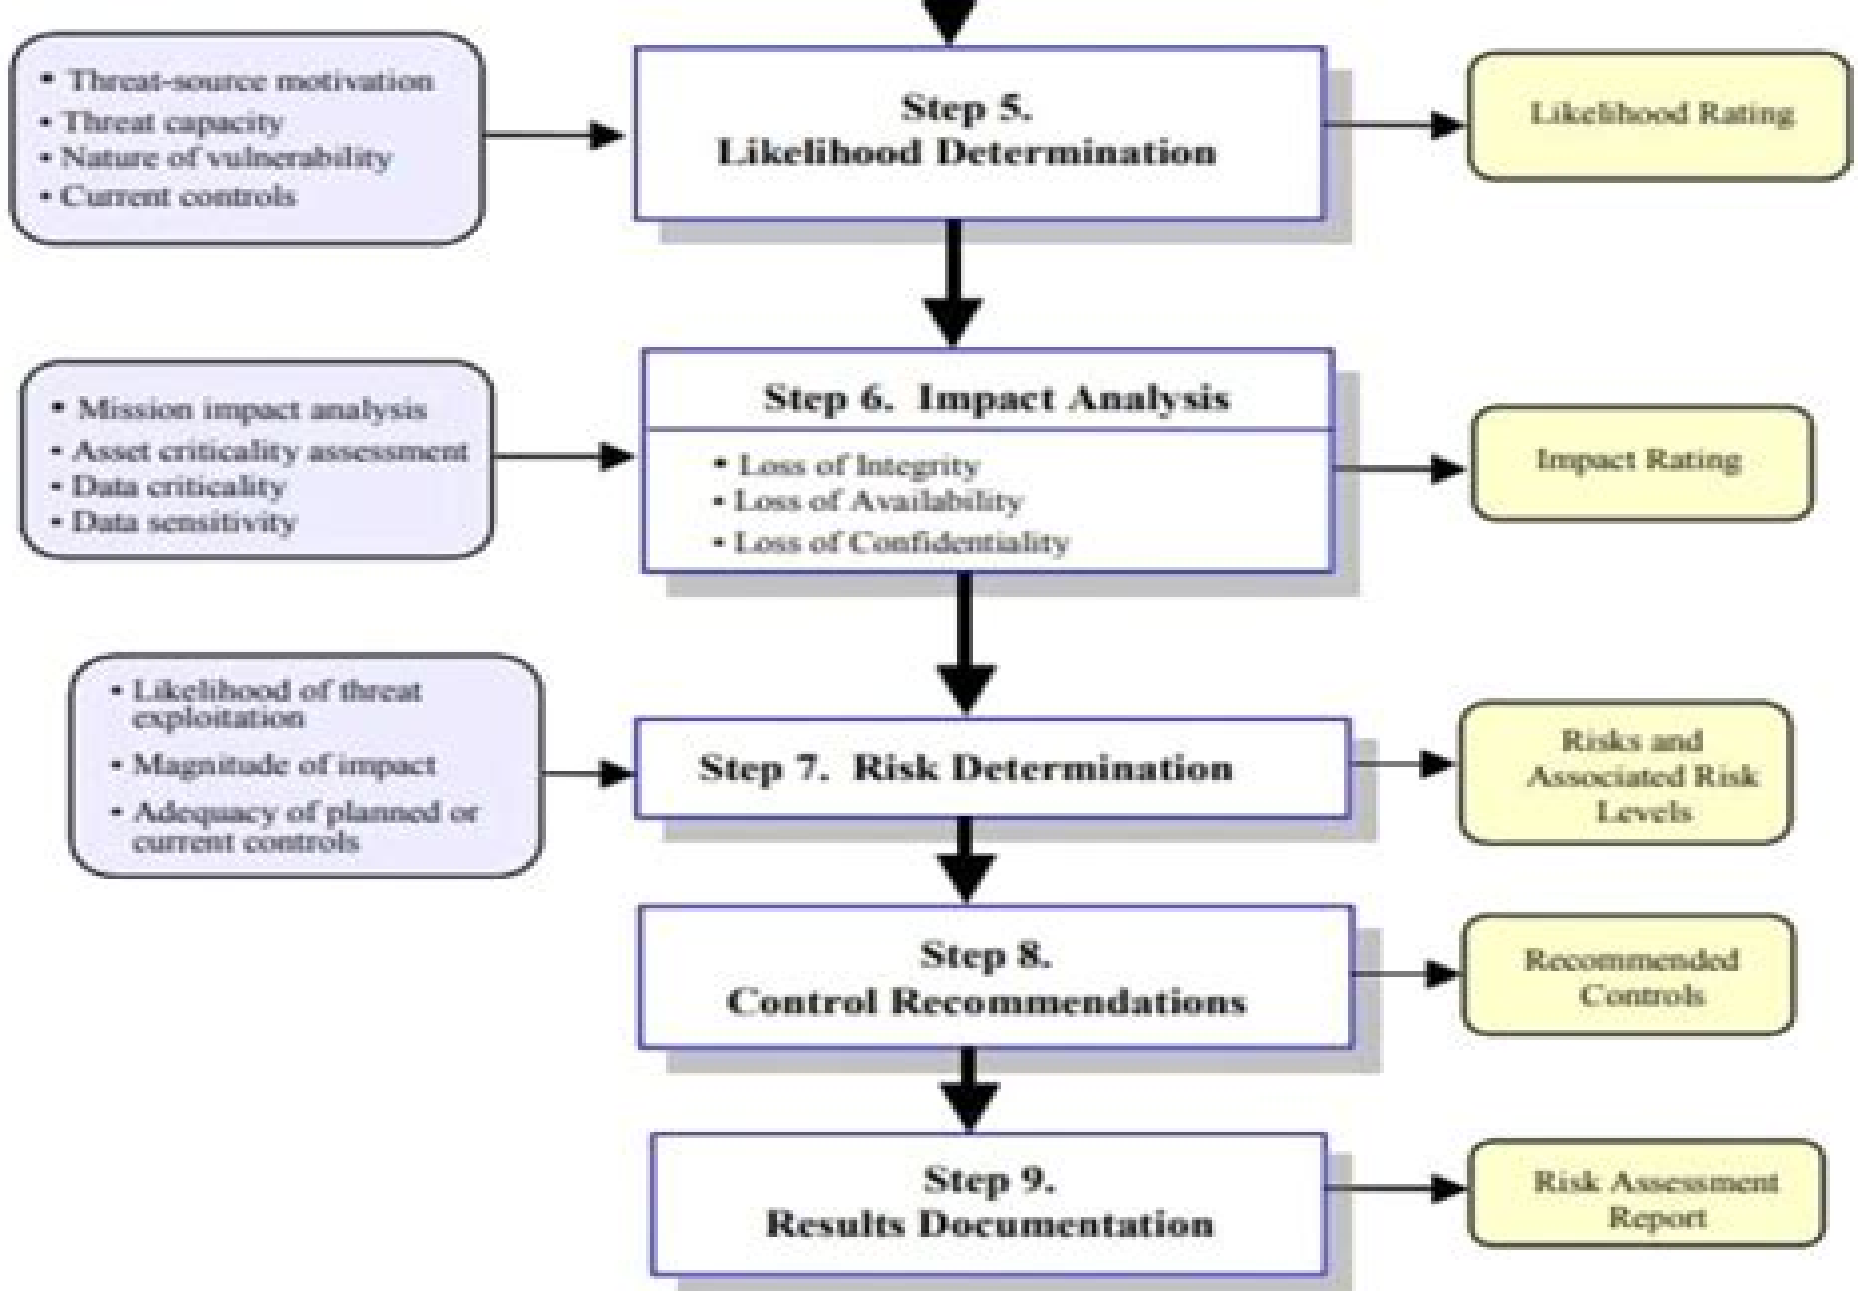 • Threat-source motivation
• Threat capacity
• Nature of vulnerability
• Current controls
Step 5.
Likelihood Determination
Likelihood Rating
• Mission impact analysis
• Asset criticality assessment
• Data criticality
• Data sensitivity
Step 6. Impact Analysis
• Loss of Integrity
• Loss of Availability
• Loss of Confidentiality
Impact Rating
• Likelihood of threat
exploitation
• Magnitude of impact
• Adequacy of planned or
current controls
Step 7. Risk Determination
Risks and
Associated Risk
Levels
Step 8.
Control Recommendations
Recommended
Controls
Step 9.
Results Documentation
Risk Assessment
Report